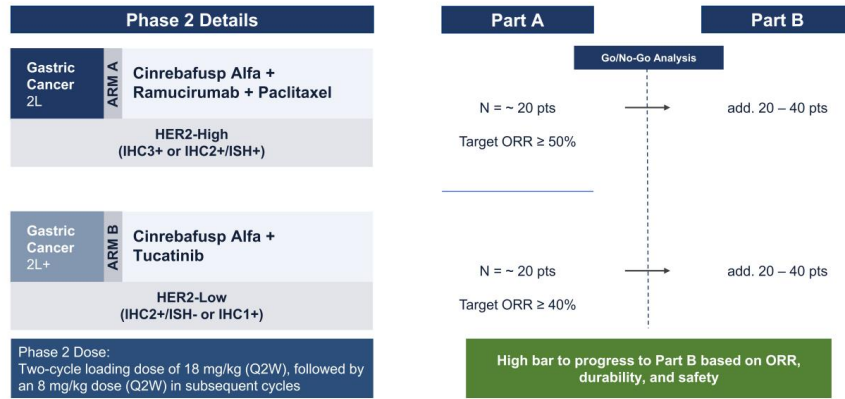 Phase 2 Details
Part A
Part B
Go/No-Go Analysis
Gastric
Cancer
2L
ARM A
Cinrebafusp Alfa +
Ramucirumab + Paclitaxel
HER2-High
(IHC3+ or IHC2+/ISH+)
N = ~ 20 pts
add. 20 – 40 pts
Target ORR ≥ 50%
Gastric
Cancer
2L+
ARM B
Cinrebafusp Alfa +
Tucatinib
HER2-Low
(IHC2+/ISH- or IHC1+)
N = ~ 20 pts
add. 20 – 40 pts
Target ORR ≥ 40%
Phase 2 Dose:
Two-cycle loading dose of 18 mg/kg (Q2W), followed by
an 8 mg/kg dose (Q2W) in subsequent cycles
High bar to progress to Part B based on ORR,
durability, and safety